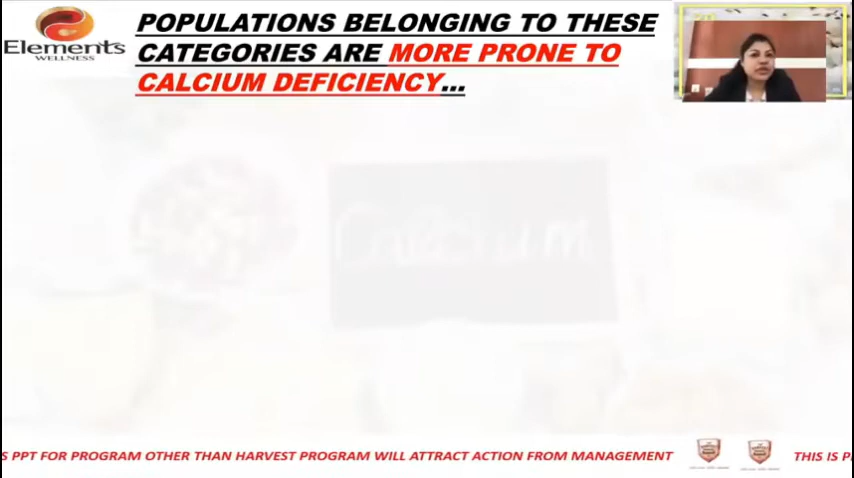 Elements
WELLNESS
POPULATIONS BELONGING TO THESE
CATEGORIES ARE MORE PRONE TO
CALCIUM DEFICIENCY...
Calcium
S PPT FOR PROGRAM OTHER THAN HARVEST PROGRAM WILL ATTRACT ACTION FROM MANAGEMENT
THIS IS P